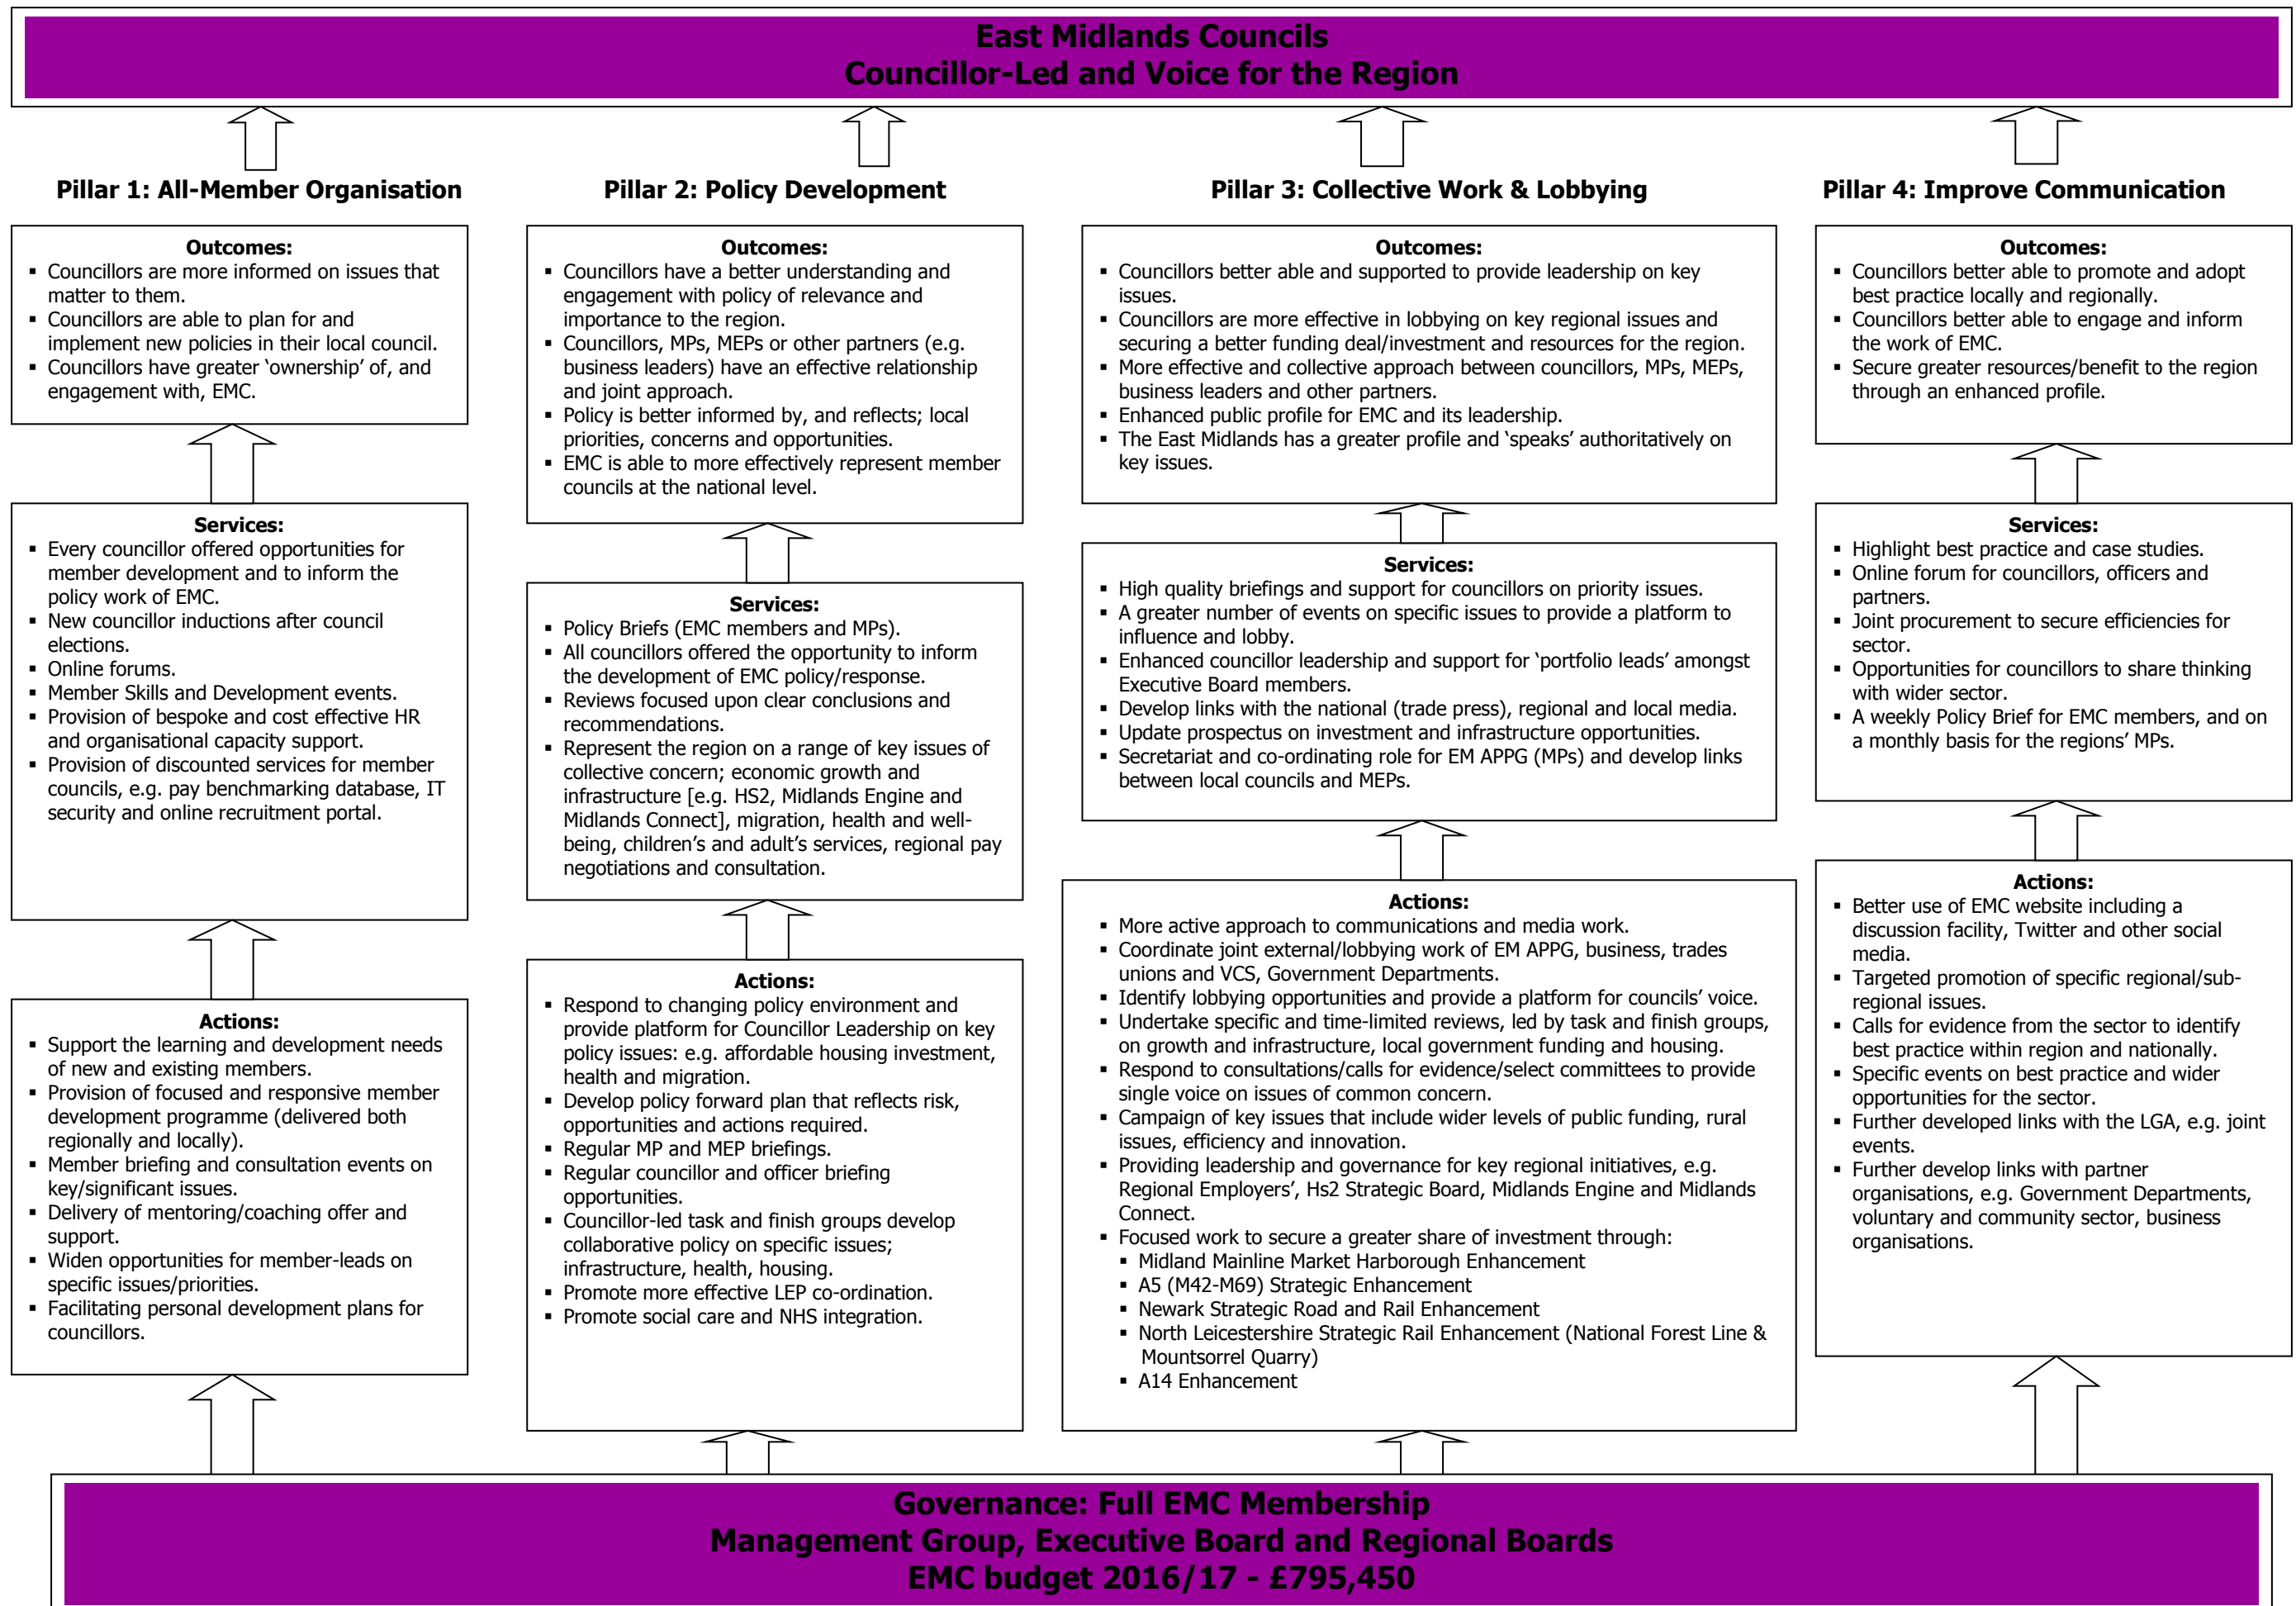 East Midlands Councils
Councillor-Led and Voice for the Region
Pillar 1: All-Member Organisation
Outcomes:
▪ Councillors are more informed on issues that
matter to them.
▪ Councillors are able to plan for and
implement new policies in their local council.
▪ Councillors have greater ‘ownership’ of, and
engagement with, EMC.
Services:
▪ Every councillor offered opportunities for
member development and to inform the
policy work of EMC.
▪ New councillor inductions after council
elections.
▪ Online forums.
▪ Member Skills and Development events.
▪ Provision of bespoke and cost effective HR
and organisational capacity support.
▪ Provision of discounted services for member
councils, e.g. pay benchmarking database, IT
security and online recruitment portal.
Actions:
▪ Support the learning and development needs
of new and existing members.
▪ Provision of focused and responsive member
development programme (delivered both
regionally and locally).
▪ Member briefing and consultation events on
key/significant issues.
▪ Delivery of mentoring/coaching offer and
support.
▪ Widen opportunities for member-leads on
specific issues/priorities.
▪ Facilitating personal development plans for
councillors.
Pillar 2: Policy Development
Outcomes:
▪ Councillors have a better understanding and
engagement with policy of relevance and
importance to the region.
▪ Councillors, MPs, MEPs or other partners (e.g.
business leaders) have an effective relationship
and joint approach.
▪ Policy is better informed by, and reflects; local
priorities, concerns and opportunities.
▪ EMC is able to more effectively represent member
councils at the national level.
Services:
▪ Policy Briefs (EMC members and MPs).
▪ All councillors offered the opportunity to inform
the development of EMC policy/response.
▪ Reviews focused upon clear conclusions and
recommendations.
▪ Represent the region on a range of key issues of
collective concern; economic growth and
infrastructure [e.g. HS2, Midlands Engine and
Midlands Connect], migration, health and well-
being, children’s and adult’s services, regional pay
negotiations and consultation.
Actions:
▪ Respond to changing policy environment and
provide platform for Councillor Leadership on key
policy issues: e.g. affordable housing investment,
health and migration.
▪ Develop policy forward plan that reflects risk,
opportunities and actions required.
▪ Regular MP and MEP briefings.
▪ Regular councillor and officer briefing
opportunities.
▪ Councillor-led task and finish groups develop
collaborative policy on specific issues;
infrastructure, health, housing.
▪ Promote more effective LEP co-ordination.
▪ Promote social care and NHS integration.
Pillar 3: Collective Work & Lobbying
Outcomes:
▪ Councillors better able and supported to provide leadership on key
issues.
▪ Councillors are more effective in lobbying on key regional issues and
securing a better funding deal/investment and resources for the region.
▪ More effective and collective approach between councillors, MPs, MEPs,
business leaders and other partners.
▪ Enhanced public profile for EMC and its leadership.
▪ The East Midlands has a greater profile and ‘speaks’ authoritatively on
key issues.
Services:
▪ High quality briefings and support for councillors on priority issues.
▪ A greater number of events on specific issues to provide a platform to
influence and lobby.
▪ Enhanced councillor leadership and support for ‘portfolio leads’ amongst
Executive Board members.
▪ Develop links with the national (trade press), regional and local media.
▪ Update prospectus on investment and infrastructure opportunities.
▪ Secretariat and co-ordinating role for EM APPG (MPs) and develop links
between local councils and MEPs.
Actions:
▪ More active approach to communications and media work.
▪ Coordinate joint external/lobbying work of EM APPG, business, trades
unions and VCS, Government Departments.
▪ Identify lobbying opportunities and provide a platform for councils’ voice.
▪ Undertake specific and time-limited reviews, led by task and finish groups,
on growth and infrastructure, local government funding and housing.
▪ Respond to consultations/calls for evidence/select committees to provide
single voice on issues of common concern.
▪ Campaign of key issues that include wider levels of public funding, rural
issues, efficiency and innovation.
▪ Providing leadership and governance for key regional initiatives, e.g.
Regional Employers’, Hs2 Strategic Board, Midlands Engine and Midlands
Connect.
▪ Focused work to secure a greater share of investment through:
▪ Midland Mainline Market Harborough Enhancement
▪ A5 (M42-M69) Strategic Enhancement
▪ Newark Strategic Road and Rail Enhancement
▪ North Leicestershire Strategic Rail Enhancement (National Forest Line &
Mountsorrel Quarry)
▪ A14 Enhancement
Pillar 4: Improve Communication
Outcomes:
▪ Councillors better able to promote and adopt
best practice locally and regionally.
▪ Councillors better able to engage and inform
the work of EMC.
▪ Secure greater resources/benefit to the region
through an enhanced profile.
Services:
▪ Highlight best practice and case studies.
▪ Online forum for councillors, officers and
partners.
▪ Joint procurement to secure efficiencies for
sector.
▪ Opportunities for councillors to share thinking
with wider sector.
▪ A weekly Policy Brief for EMC members, and on
a monthly basis for the regions’ MPs.
Actions:
▪ Better use of EMC website including a
discussion facility, Twitter and other social
media.
▪ Targeted promotion of specific regional/sub-
regional issues.
▪ Calls for evidence from the sector to identify
best practice within region and nationally.
▪ Specific events on best practice and wider
opportunities for the sector.
▪ Further developed links with the LGA, e.g. joint
events.
▪ Further develop links with partner
organisations, e.g. Government Departments,
voluntary and community sector, business
organisations.
Governance: Full EMC Membership
Management Group, Executive Board and Regional Boards
EMC budget 2016/17 - £795,450